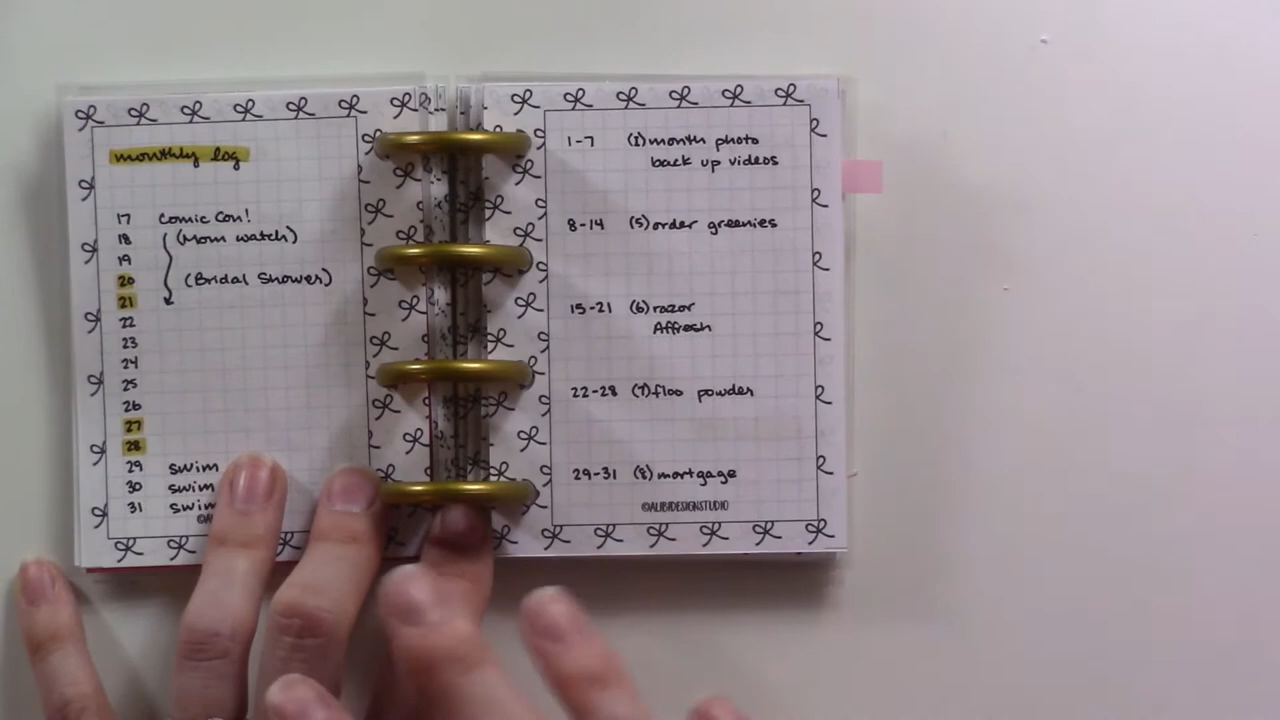 monthly log
17 Comic Con!
18 (Mom watch)
19
20 (Bridal Shower)
21
22
23
24
25
26
27
28
29 swim
30 swim
31 swim
1-7 (1) month photo
back up videos
8-14 (5) order greenies
15-21 (6) razor
Affresh
22-28 (7) floo powder
29-31 (8) mortgage
©ALIBIDESIGNSTUDIO